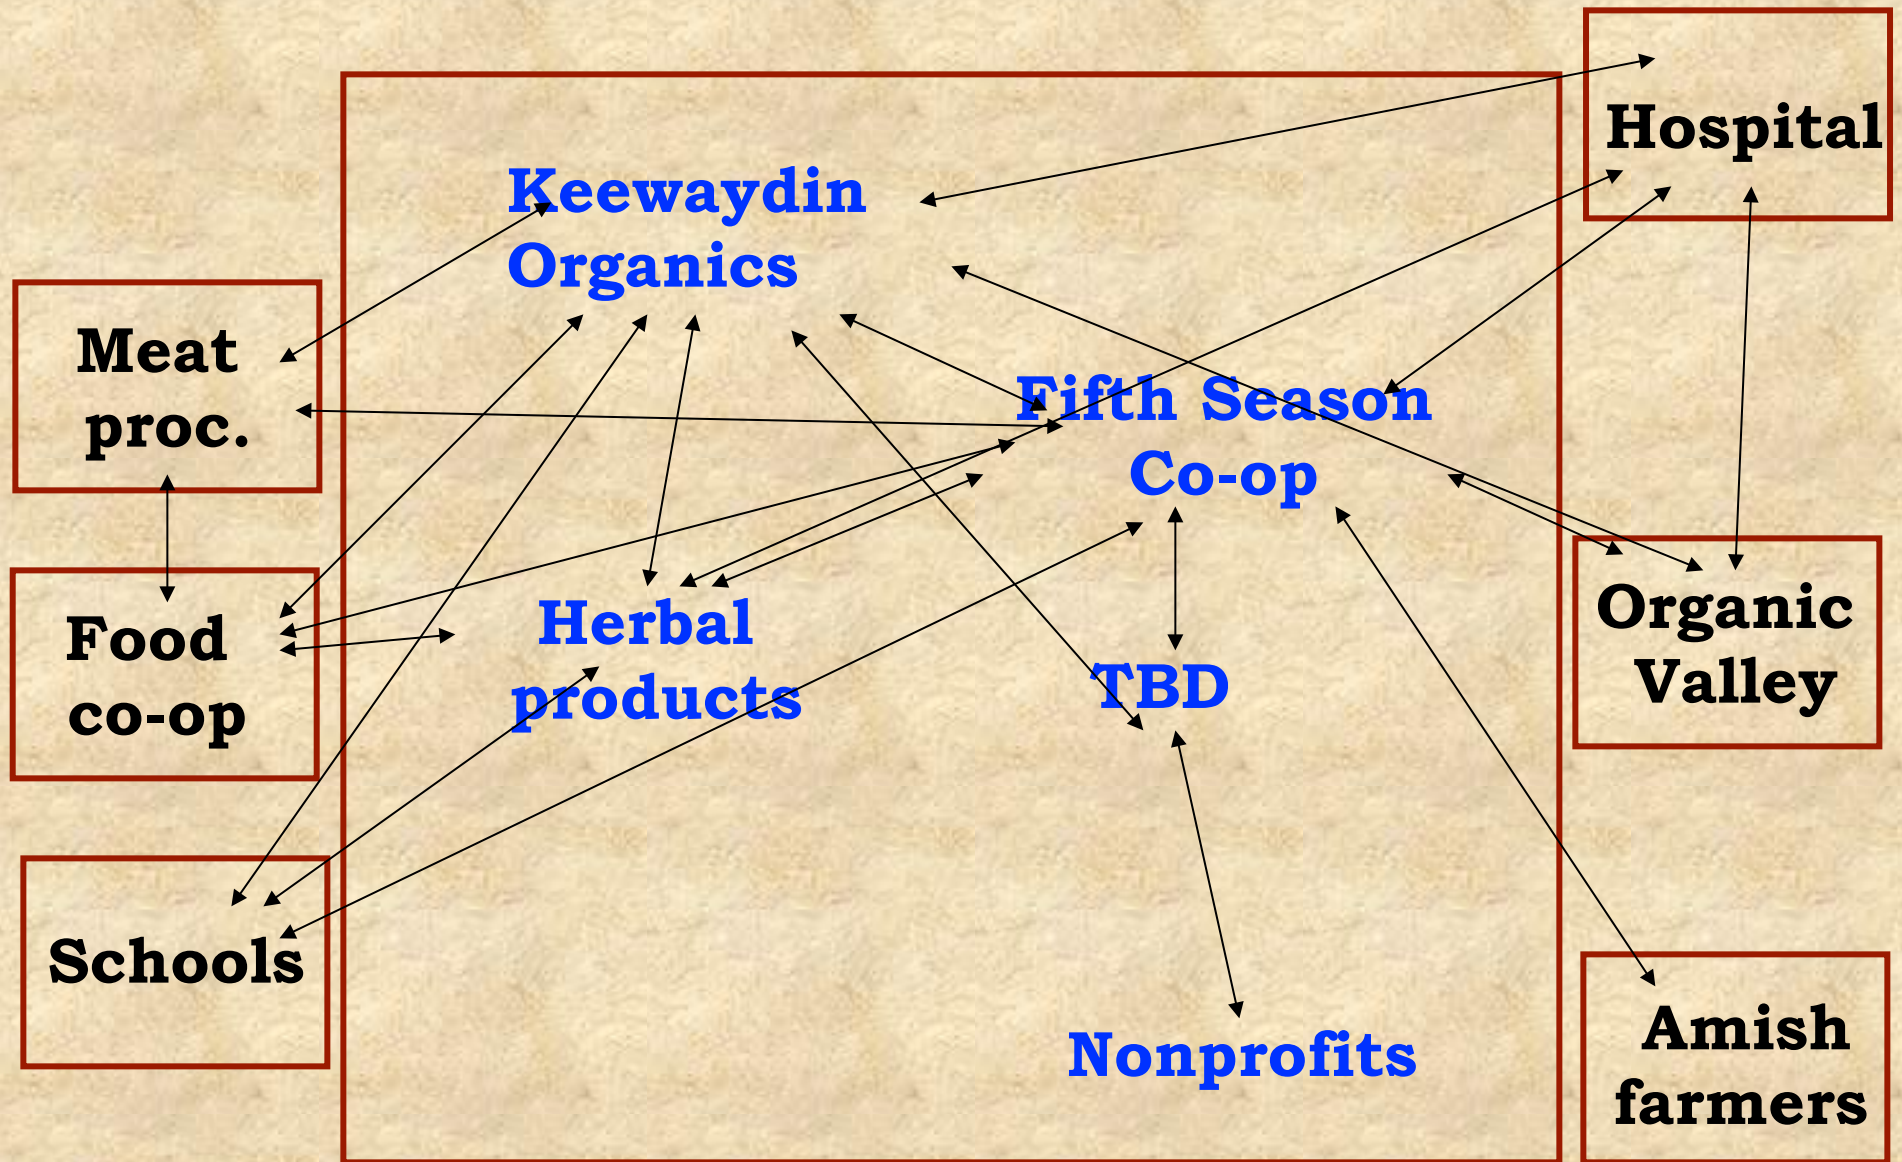 Hospital
Keewaydin
Organics
Meat
proc.
Fifth Season
Co-op
Food
co-op
Herbal
products
TBD
Organic
Valley
Schools
Nonprofits
Amish
farmers